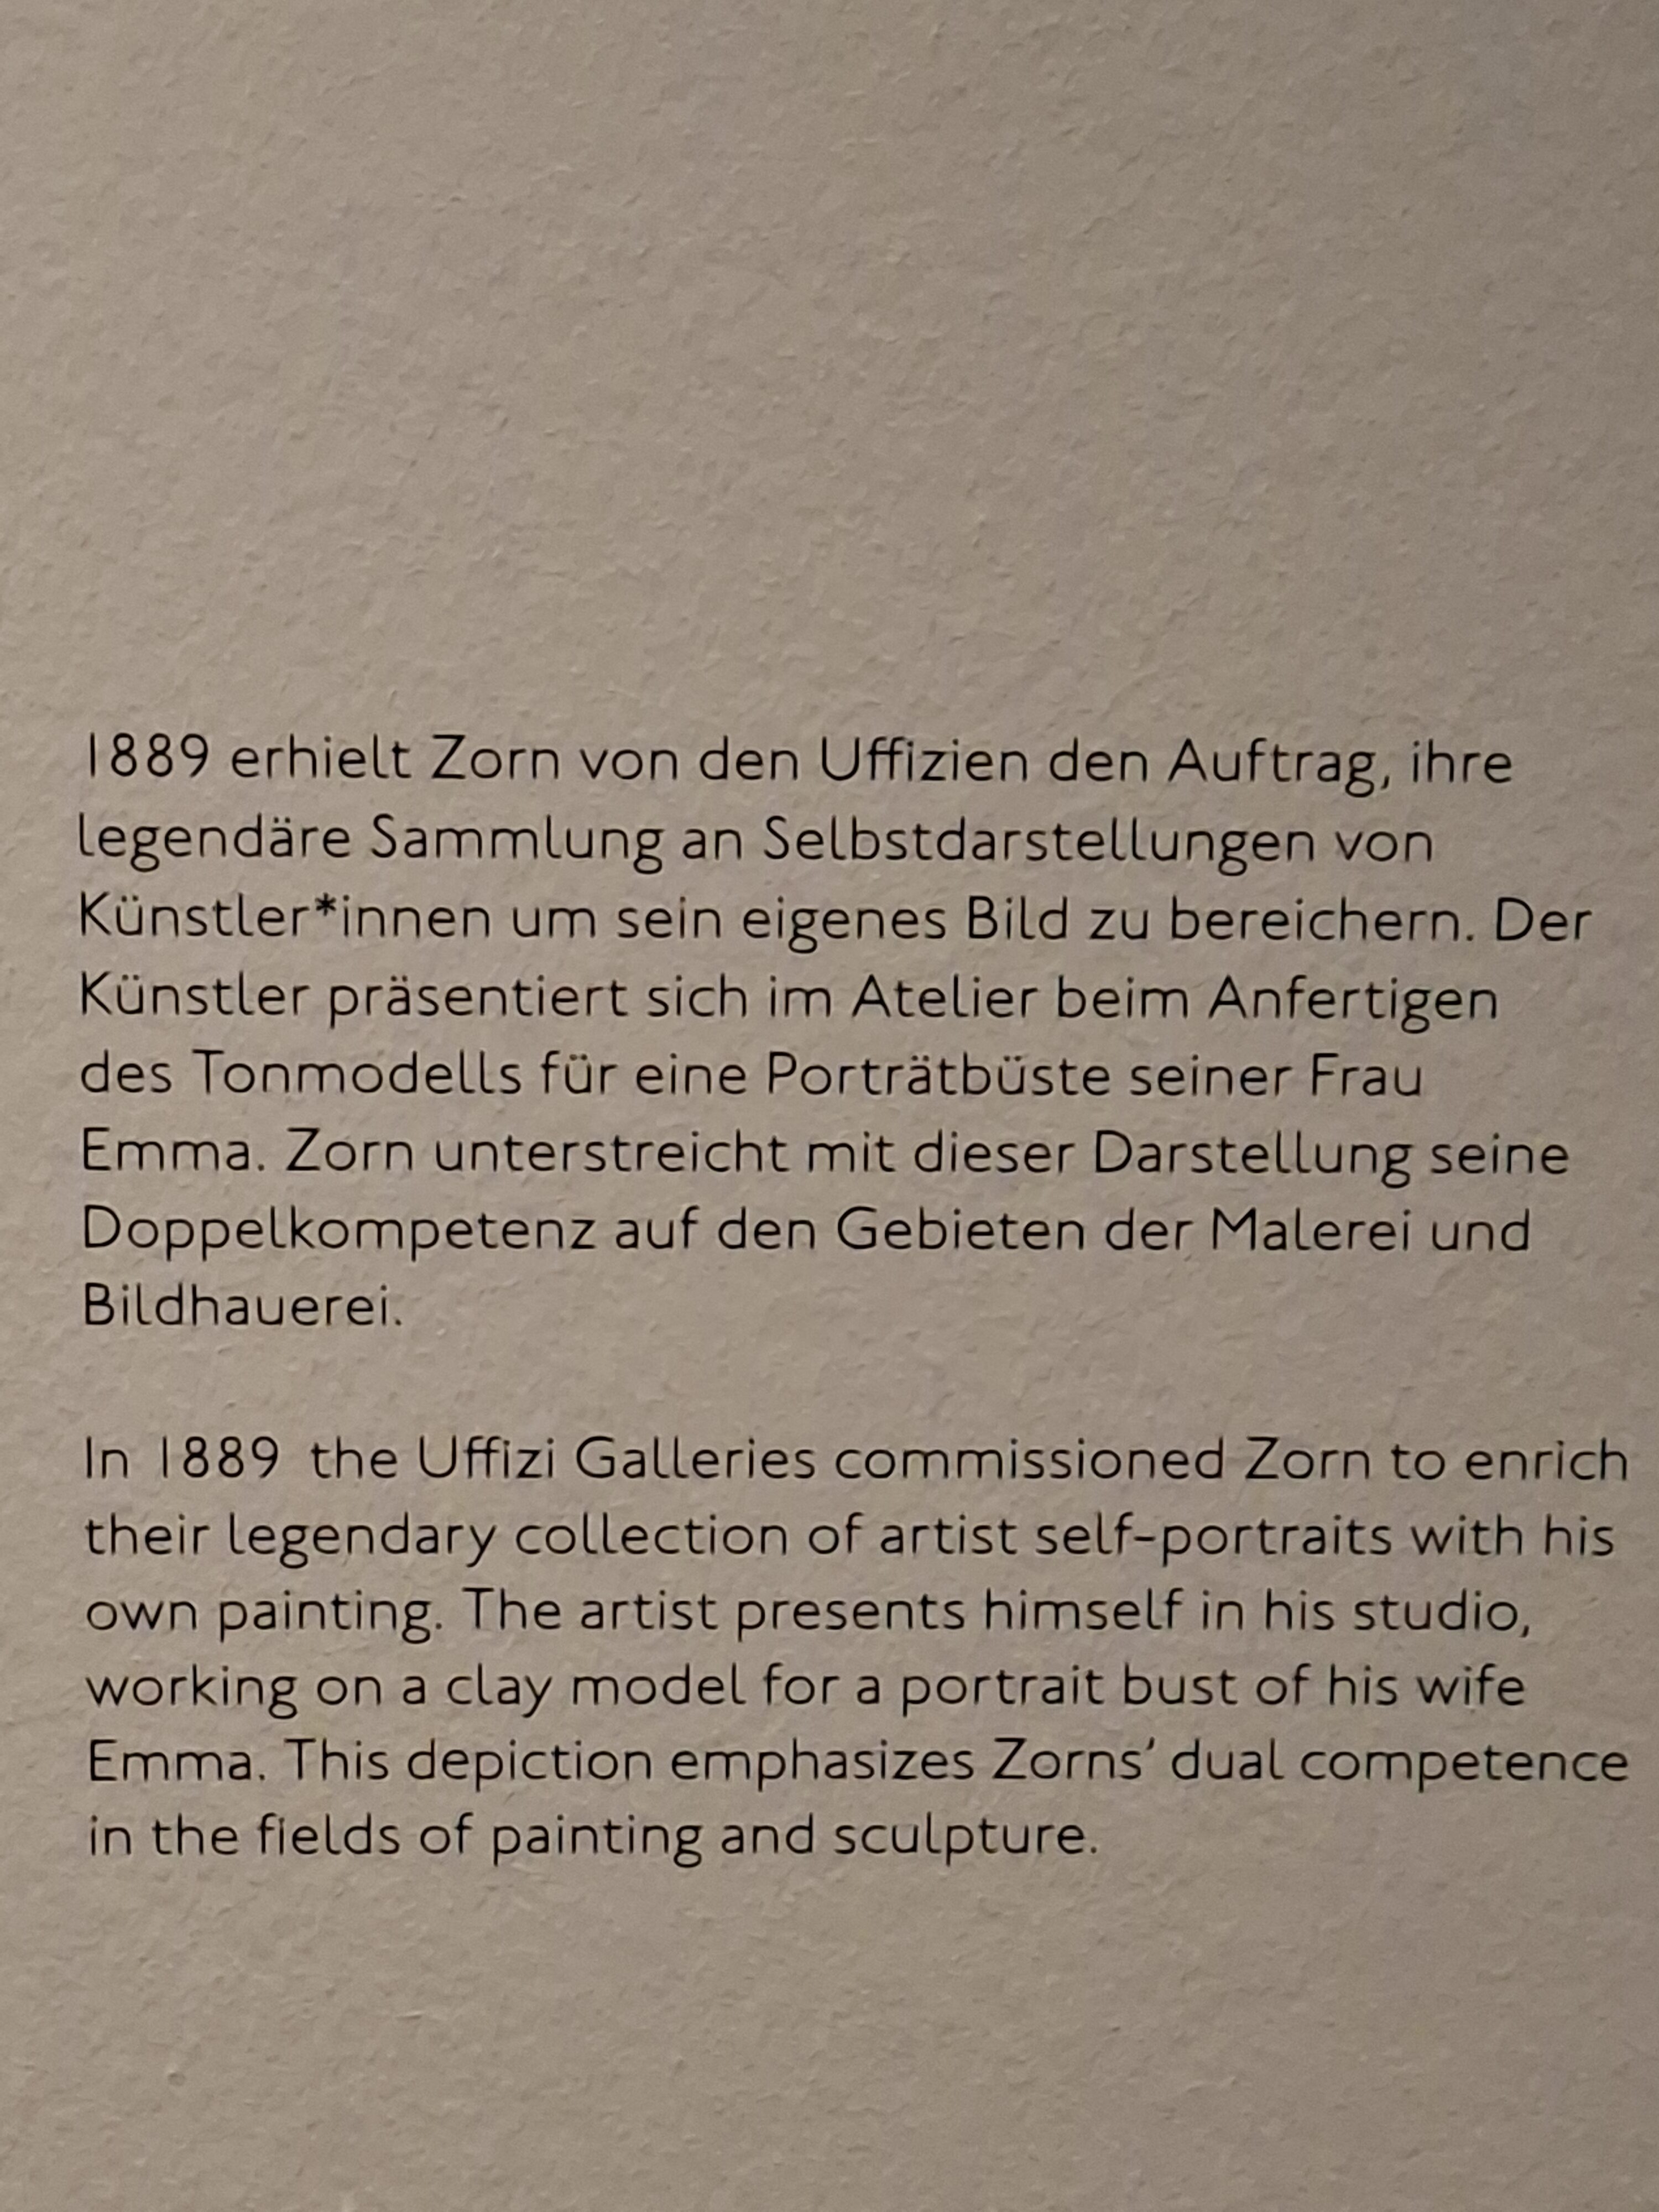 1889 erhielt Zorn von den Uffizien den Auftrag, ihre
legendäre Sammlung an Selbstdarstellungen von
Künstler*innen um sein eigenes Bild zu bereichern. Der
Künstler präsentiert sich im Atelier beim Anfertigen
des Tonmodells für eine Porträtbüste seiner Frau
Emma. Zorn unterstreicht mit dieser Darstellung seine
Doppelkompetenz auf den Gebieten der Malerei und
Bildhauerei.
In 1889 the Uffizi Galleries commissioned Zorn to enrich
their legendary collection of artist self-portraits with his
own painting. The artist presents himself in his studio,
working on a clay model for a portrait bust of his wife
Emma. This depiction emphasizes Zorns’ dual competence
in the fields of painting and sculpture.